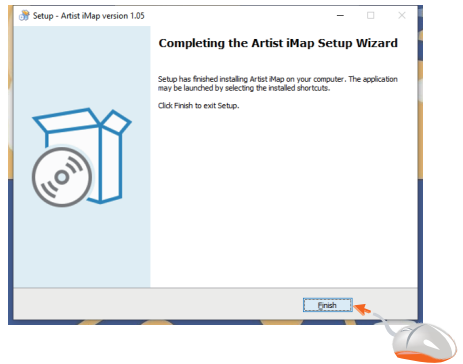 Setup - Artist iMap version 1.05
Completing the Artist iMap Setup Wizard
Setup has finished installing Artist iMap on your computer. The application
may be launched by selecting the installed shortcuts.
Click Finish to exit Setup.
Finish